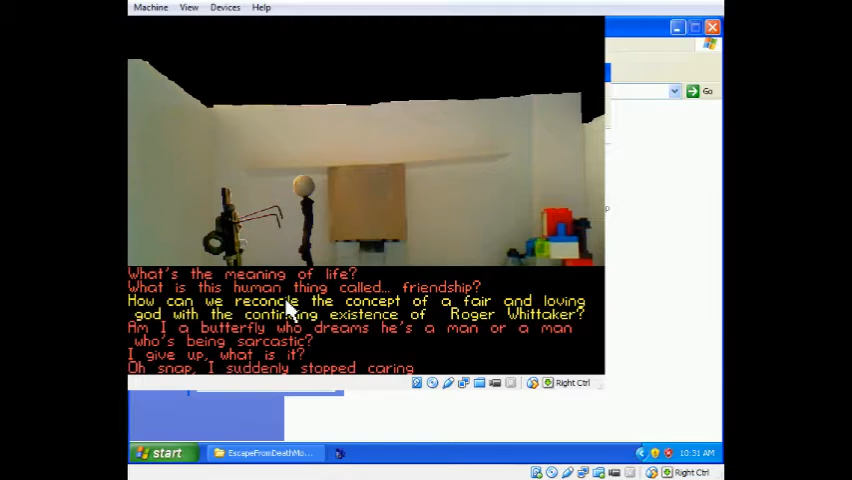 Machine View Devices Help
Go
What's the meaning of life?
What is this human thing called... friendship?
How can we reconcile the concept of a fair and loving
god with the continuing existence of Roger Whittaker?
Am I a butterfly who dreams he's a man or a man
who's being sarcastic?
I give up, what is it?
Oh snap, I suddenly stopped caring
Right Ctrl
start
EscapeFromDeathMo...
10:31 AM
Right Ctrl